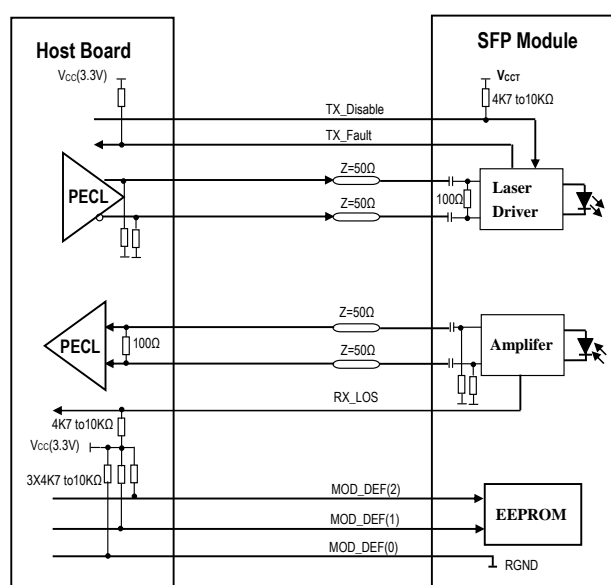 Host Board
SFP Module
Vcc(3.3V)
VCCT
4K7 to10KΩ
TX_Disable
TX_Fault
PECL
Z=50Ω
Z=50Ω
100Ω
Laser
Driver
PECL
100Ω
Z=50Ω
Z=50Ω
Amplifer
RX_LOS
4K7 to10KΩ
Vcc(3.3V)
3X4K7 to10KΩ
MOD_DEF(2)
MOD_DEF(1)
MOD_DEF(0)
EEPROM
RGND